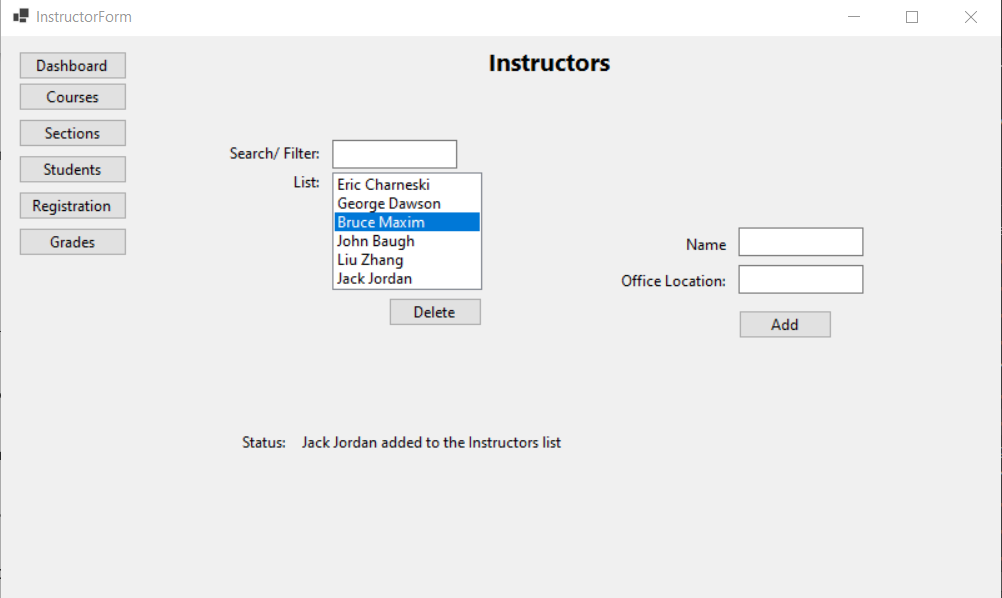 InstructorForm
Instructors
Dashboard
Courses
Sections
Students
Registration
Grades
Search/ Filter:
List:
Eric Charneski
George Dawson
Bruce Maxim
John Baugh
Liu Zhang
Jack Jordan
Delete
Name
Office Location:
Add
Status: Jack Jordan added to the Instructors list